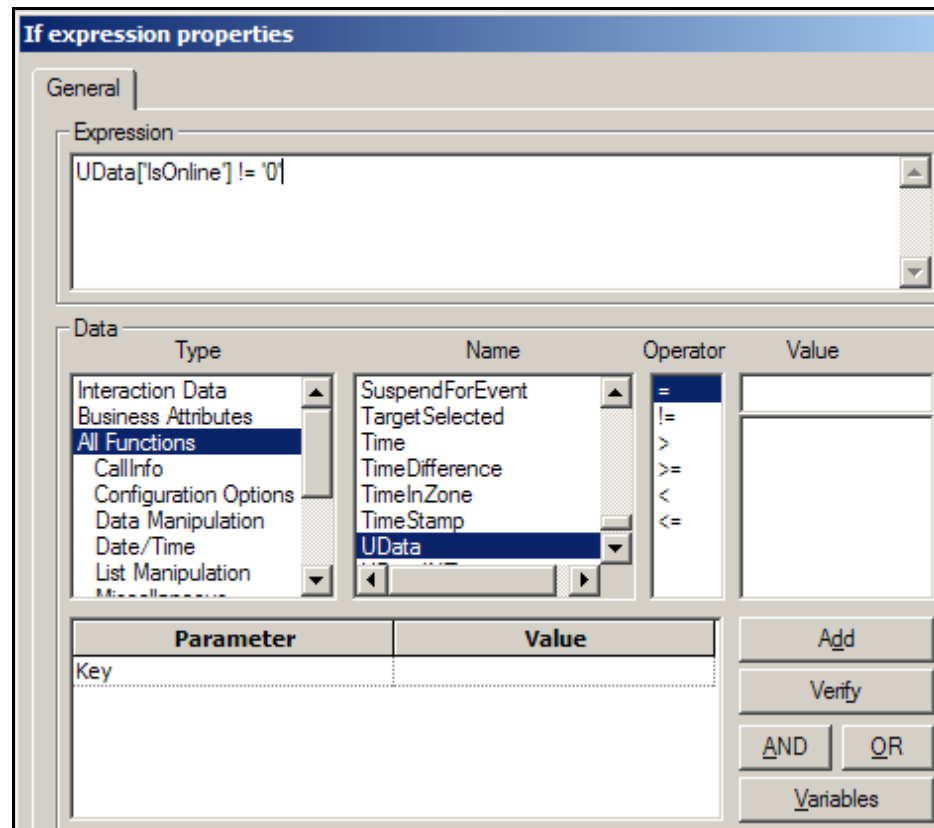 If expression properties
General
Expression
UData['IsOnline'] != '0'
Data
Type Name Operator Value
Interaction Data
Business Attributes
All Functions
CallInfo
Configuration Options
Data Manipulation
Date/Time
List Manipulation
SuspendForEvent
TargetSelected
Time
TimeDifference
TimeInZone
TimeStamp
UData
=
!=
>
>=
<
<=
Parameter Value
Key
Add
Verify
AND OR
Variables